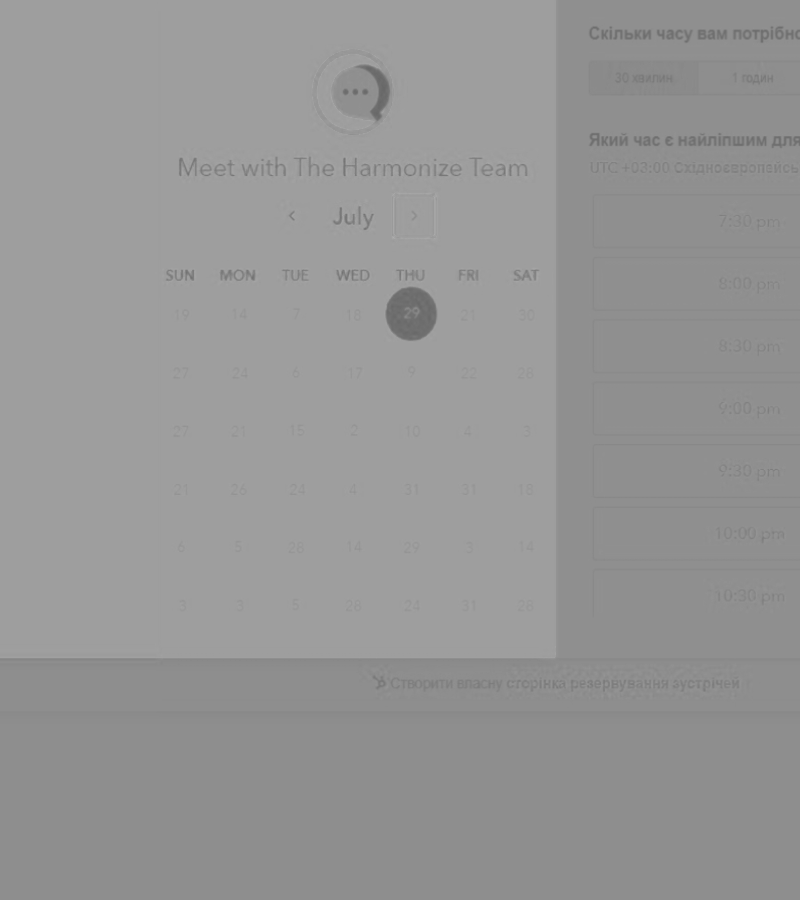 Meet with The Harmonize Team
July
SUN MON TUE WED THU FRI SAT
19 14 7 18 29 21 30
27 24 6 17 9 22 28
27 21 15 2 10 4 3
21 26 24 4 31 31 18
6 5 26 14 29 3 14
3 3 5 28 24 31 28
Скільки часу вам потрібно
30 хвилин 1 годин
Який час є найліпшим для
UTC +03:00 Східноєвропейсь
7:30 pm
8:00 pm
8:30 pm
9:00 pm
9:30 pm
10:00 pm
10:30 pm
Створити власну сторінка резервування зустрічей